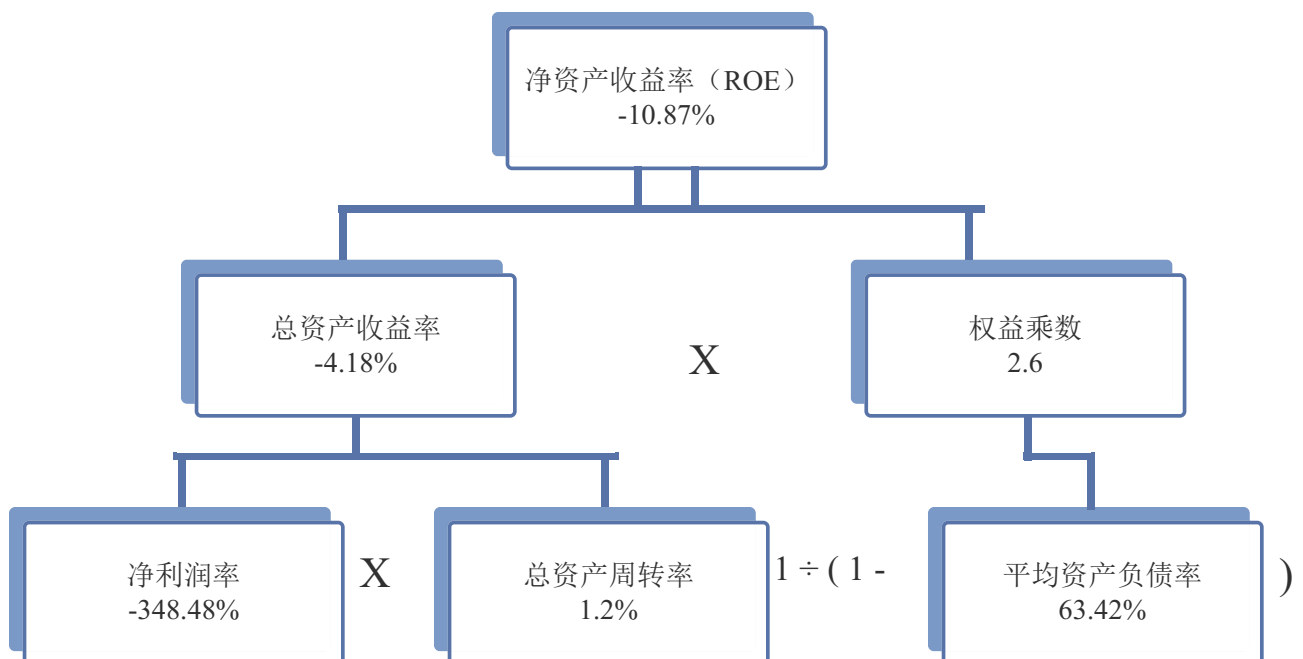 净资产收益率（ROE）
-10.87%
总资产收益率
-4.18%
X
权益乘数
2.6
净利润率
-348.48%
X
总资产周转率
1.2%
1 ÷ ( 1 -
平均资产负债率
63.42%
)